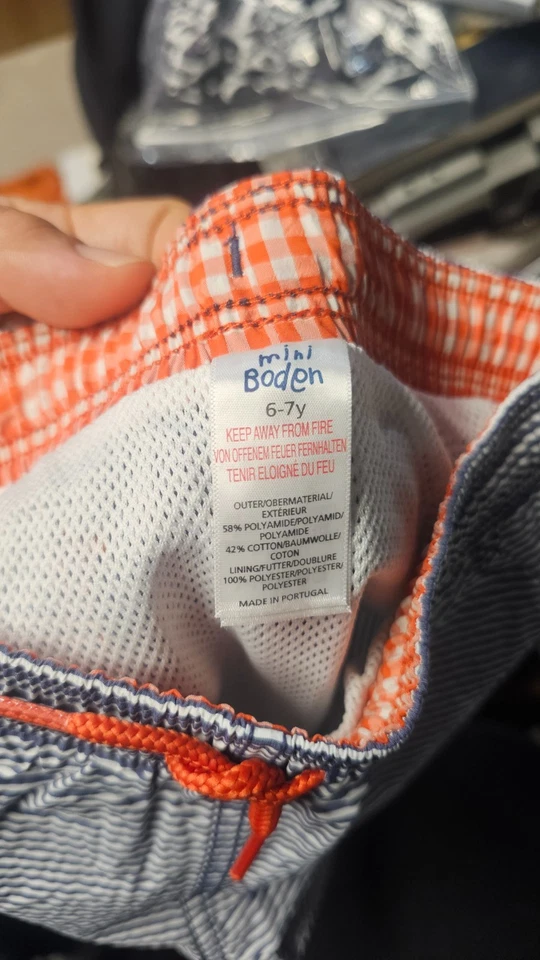 mini
Boden
6-7y
KEEP AWAY FROM FIRE
VON OFFENEM FEUER FERNHALTEN
TENIR ELOIGNÉ DU FEU
OUTER/OBERMATERIAL/
EXTÉRIEUR
58% POLYAMIDE/POLYAMID/
POLYAMIDE
42% COTTON/BAUMWOLLE/
COTON
LINING/FUTTER/DOUBLURE
100% POLYESTER/POLYESTER/
POLYESTER
MADE IN PORTUGAL